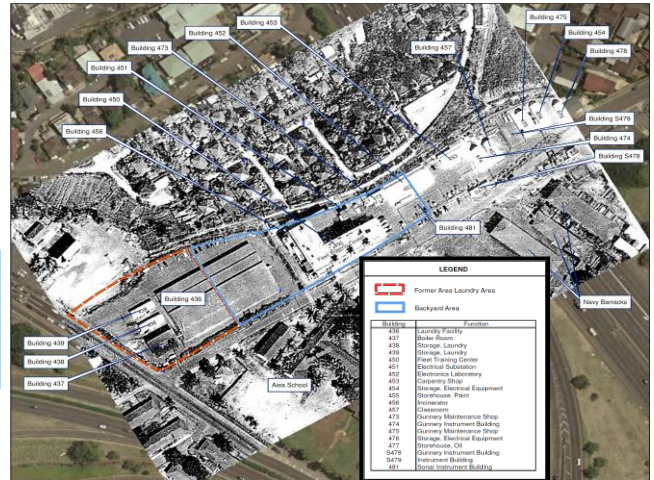 Building 453
Building 475
Building 452
Building 454
Building 473
Building 457
Building 478
Building 451
Building 450
Building S479
Building 456
Building 474
Building S478
Building 481
Building 436
Navy Barracks
Building 439
Building 438
Building 437
Aiea School
LEGEND
Former Area Laundry Area
Backyard Area
Building Function
436 Laundry Facility
437 Boiler Room
438 Storage, Laundry
439 Storage, Laundry
450 Fleet Training Center
451 Electrical Substation
452 Electronics Laboratory
453 Carpentry Shop
454 Storage, Electrical Equipment
455 Storehouse, Paint
456 Incinerator
457 Classroom
473 Gunnery Maintenance Shop
474 Gunnery Instrument Building
475 Gunnery Maintenance Shop
476 Storage, Electrical Equipment
477 Storehouse, Oil
S478 Gunnery Instrument Building
S479 Instrument Building
481 Sonar Instrument Building